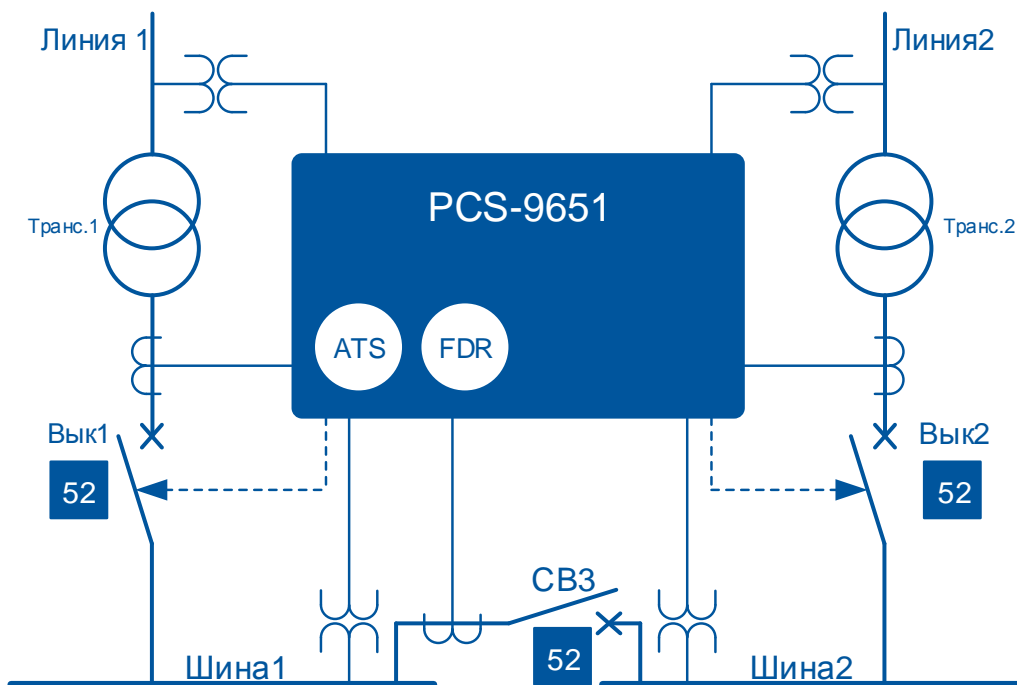 Линия 1
Линия2
PCS-9651
Транс.1
Транс.2
ATS
FDR
Вык1
Вык2
52
52
СВ3
52
Шина1
Шина2